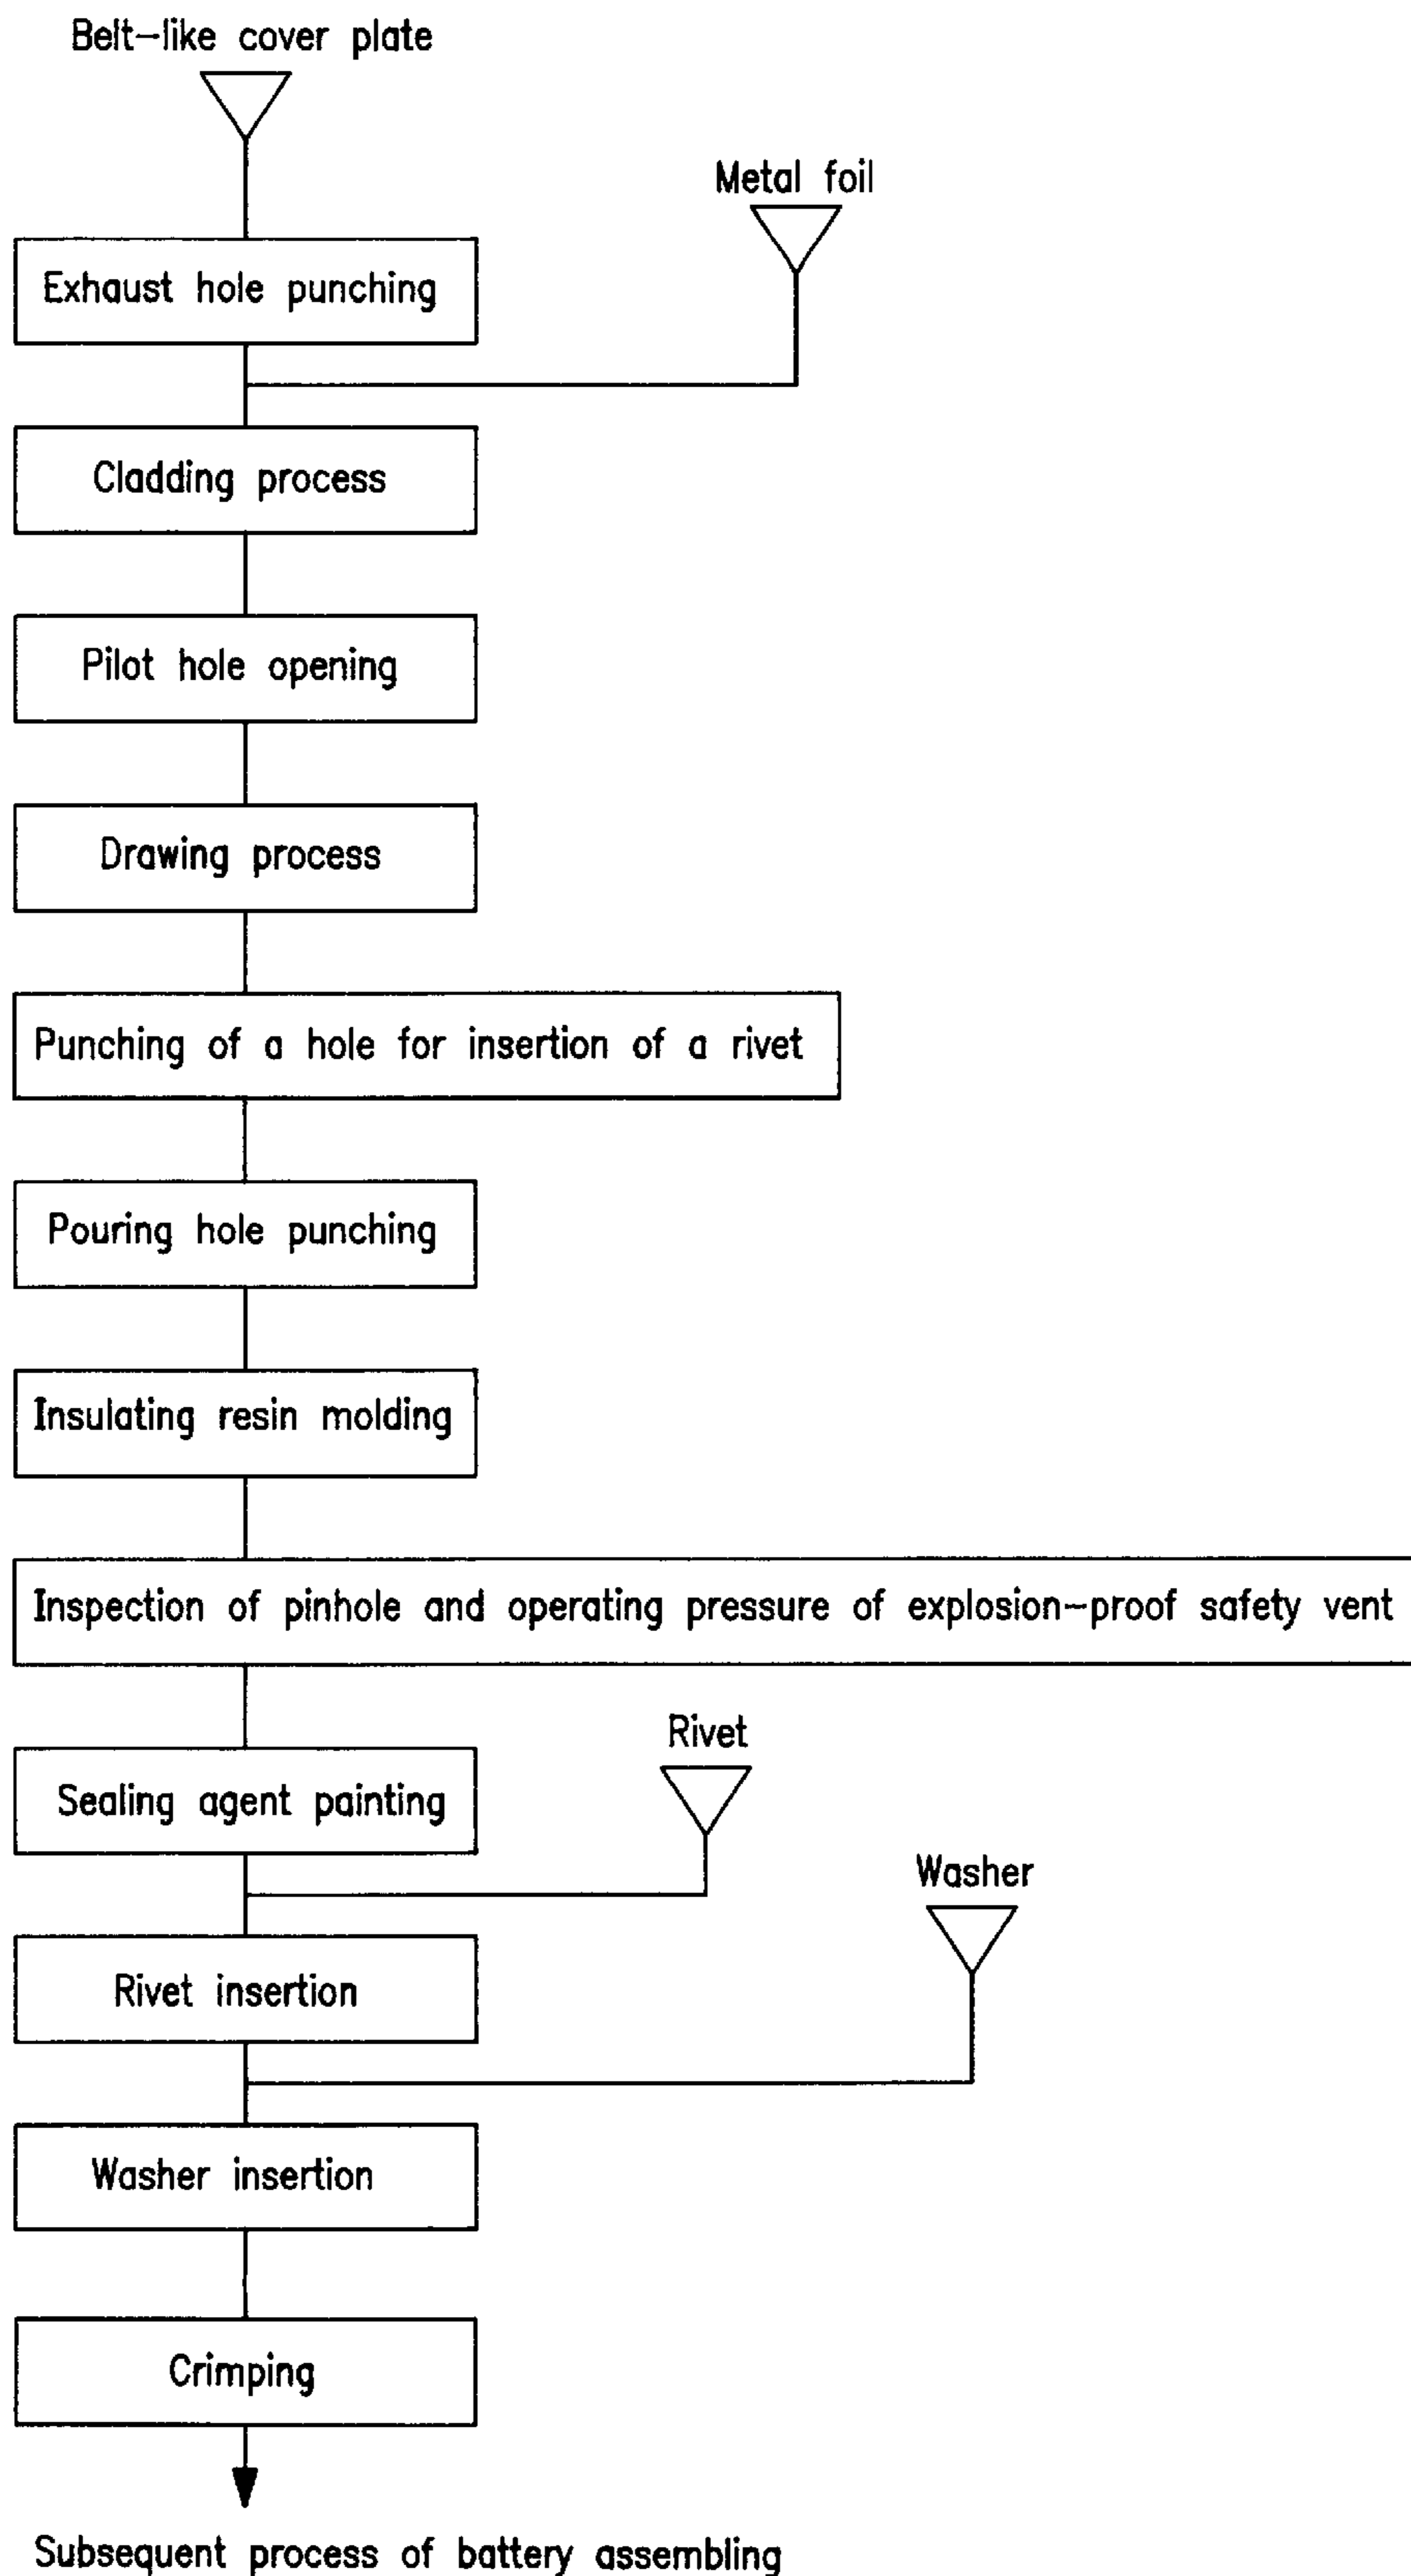 Belt-like cover plate
Metal foil
Exhaust hole punching
Cladding process
Pilot hole opening
Drawing process
Punching of a hole for insertion of a rivet
Pouring hole punching
Insulating resin molding
Inspection of pinhole and operating pressure of explosion-proof safety vent
Rivet
Sealing agent painting
Washer
Rivet insertion
Washer insertion
Crimping
Subsequent process of battery assembling